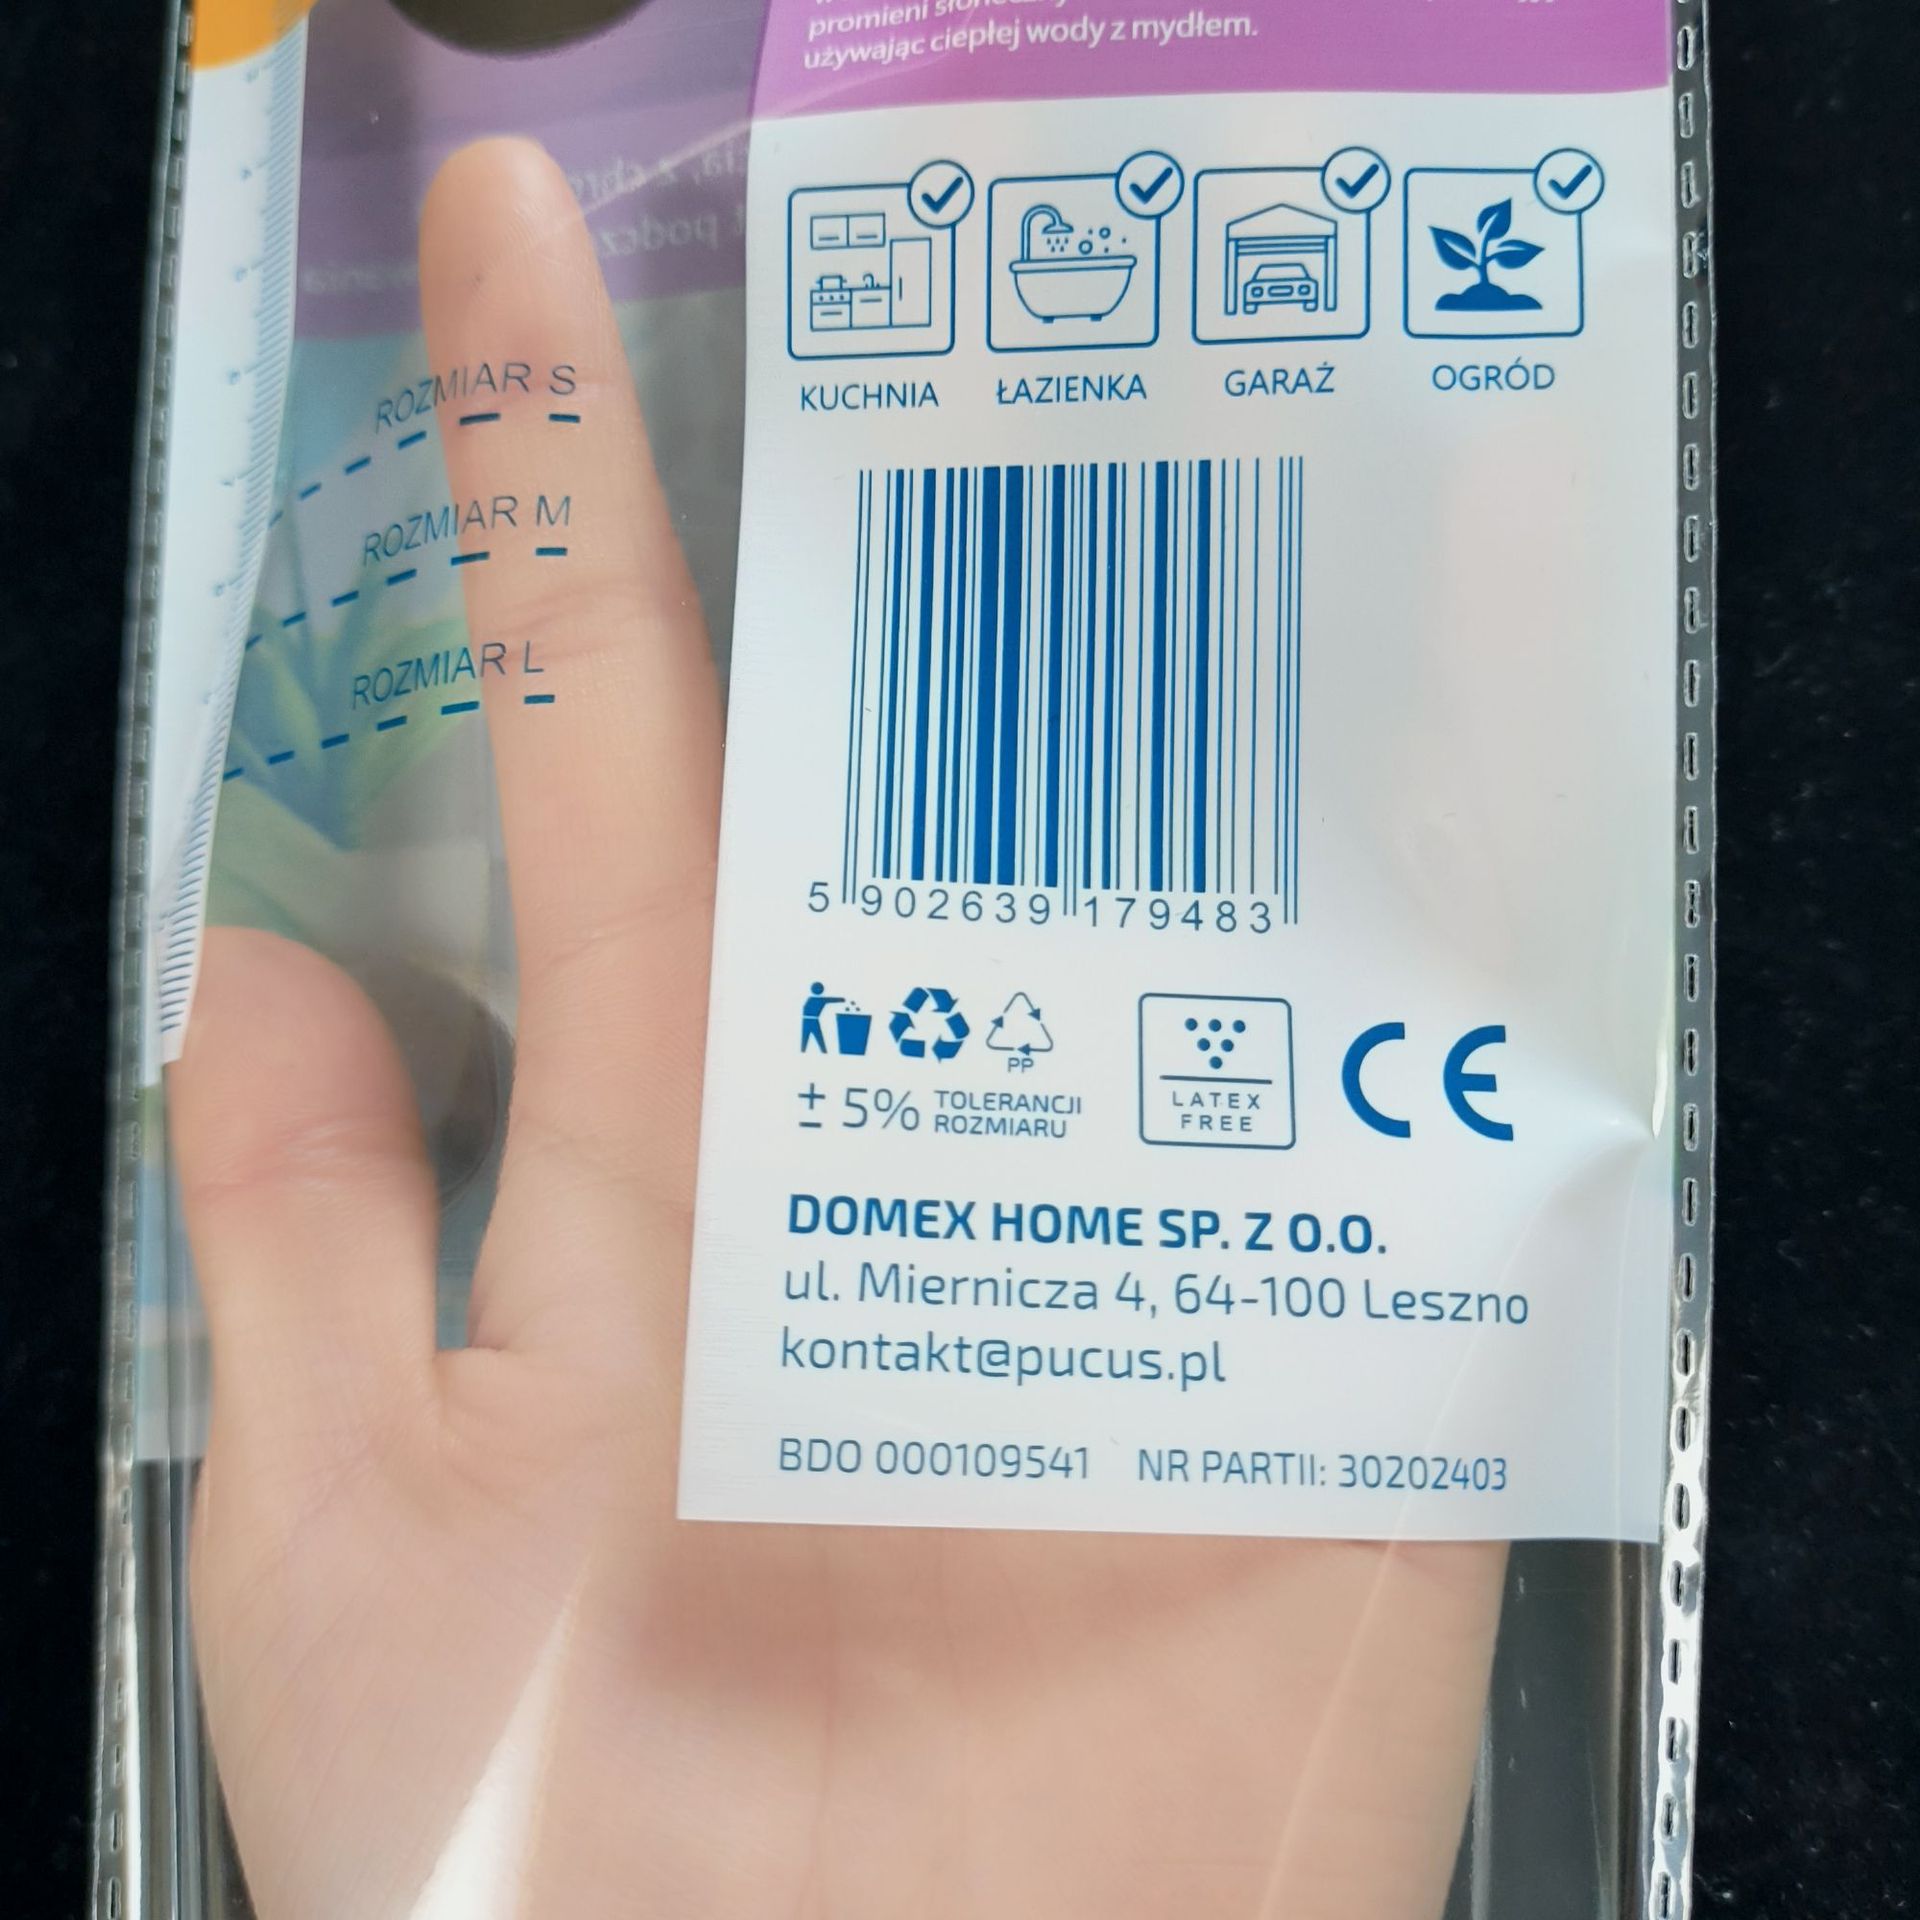 promieni
używając ciepłej wody z mydłem.
KUCHNIA
ŁAZIENKA
GARAŻ
OGRÓD
ROZMIAR S
ROZMIAR M
ROZMIAR L
5 902639 179483
PP
± 5% TOLERANCJI
ROZMIARU
LATEX
FREE
CE
DOMEX HOME SP. Z O.O.
ul. Miernicza 4, 64-100 Leszno
kontakt@pucus.pl
BDO 000109541 NR PARTII: 30202403